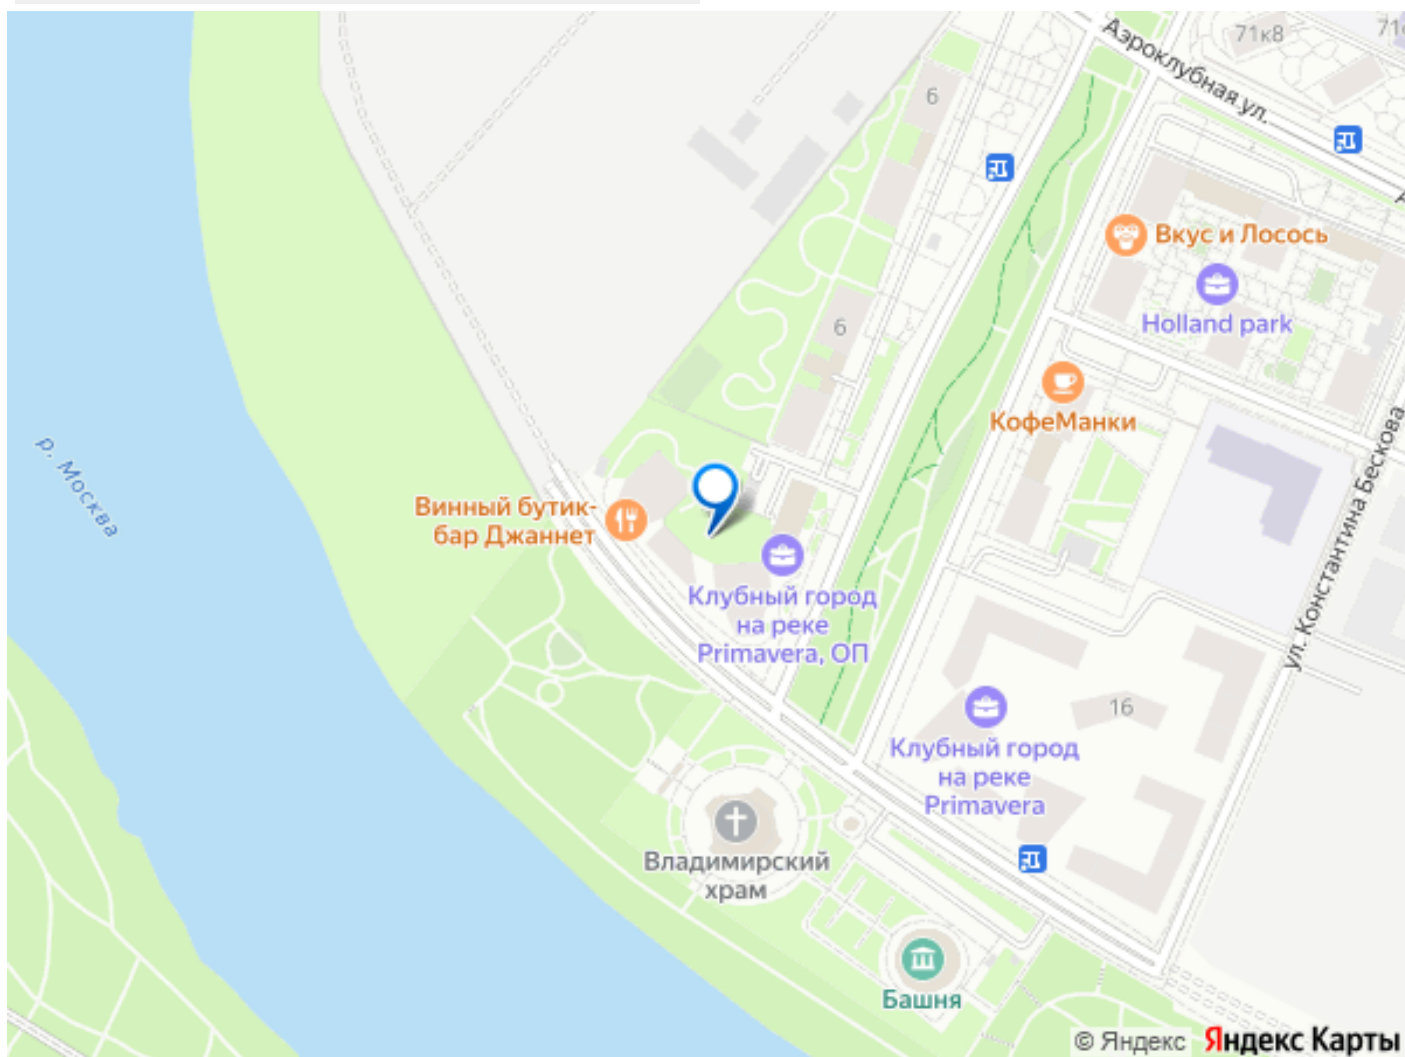 71к8
71
Аэроклубная ул.
6
Вкус и Лосось
Holland park
6
КофеМанки
р. Москва
Винный бутик-
бар Джаннет
Клубный город
на реке
Primavera, ОП
ул. Константина Бескова
16
Клубный город
на реке
Primavera
Владимирский
храм
Башня
© Яндекс Яндекс Карты